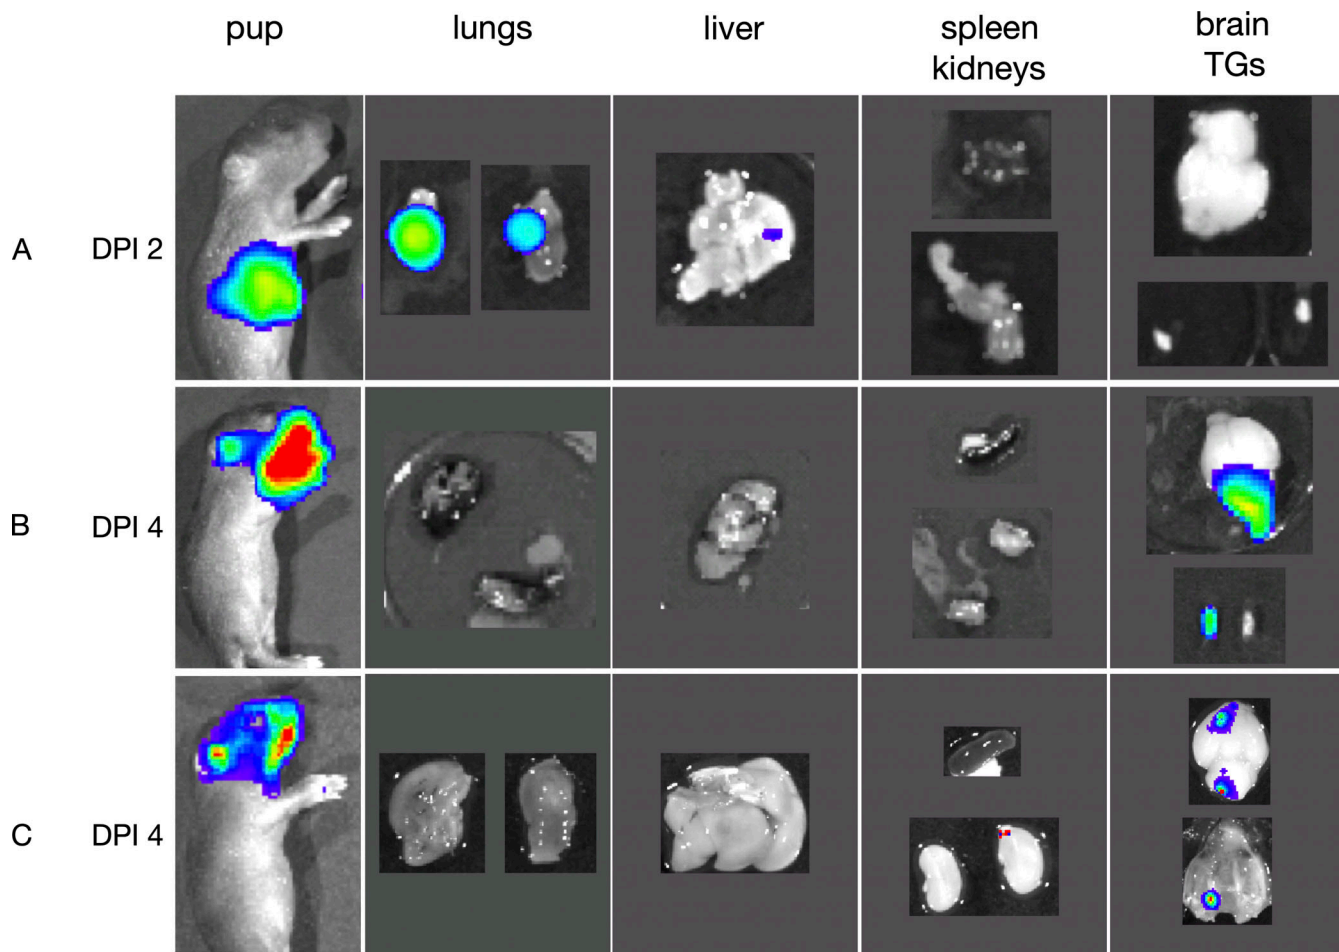 pup lungs liver spleen brain
kidneys TGs
A DPI 2
B DPI 4
C DPI 4